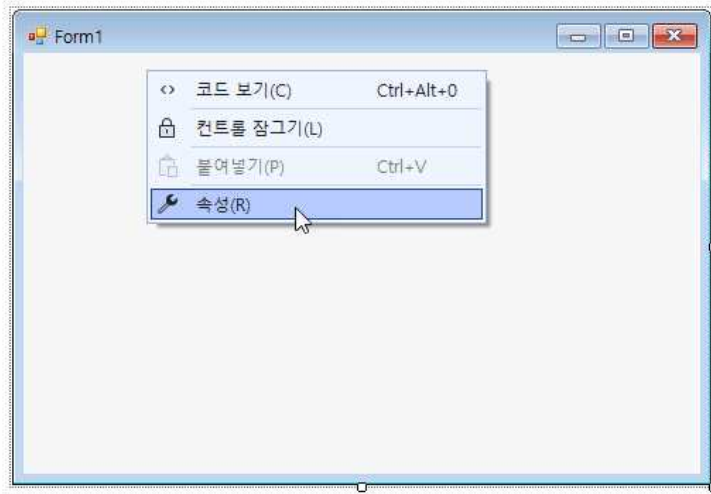 Form1
코드 보기(C) Ctrl+Alt+0
컨트롤 잠그기(L)
붙여넣기(P) Ctrl+V
속성(R)